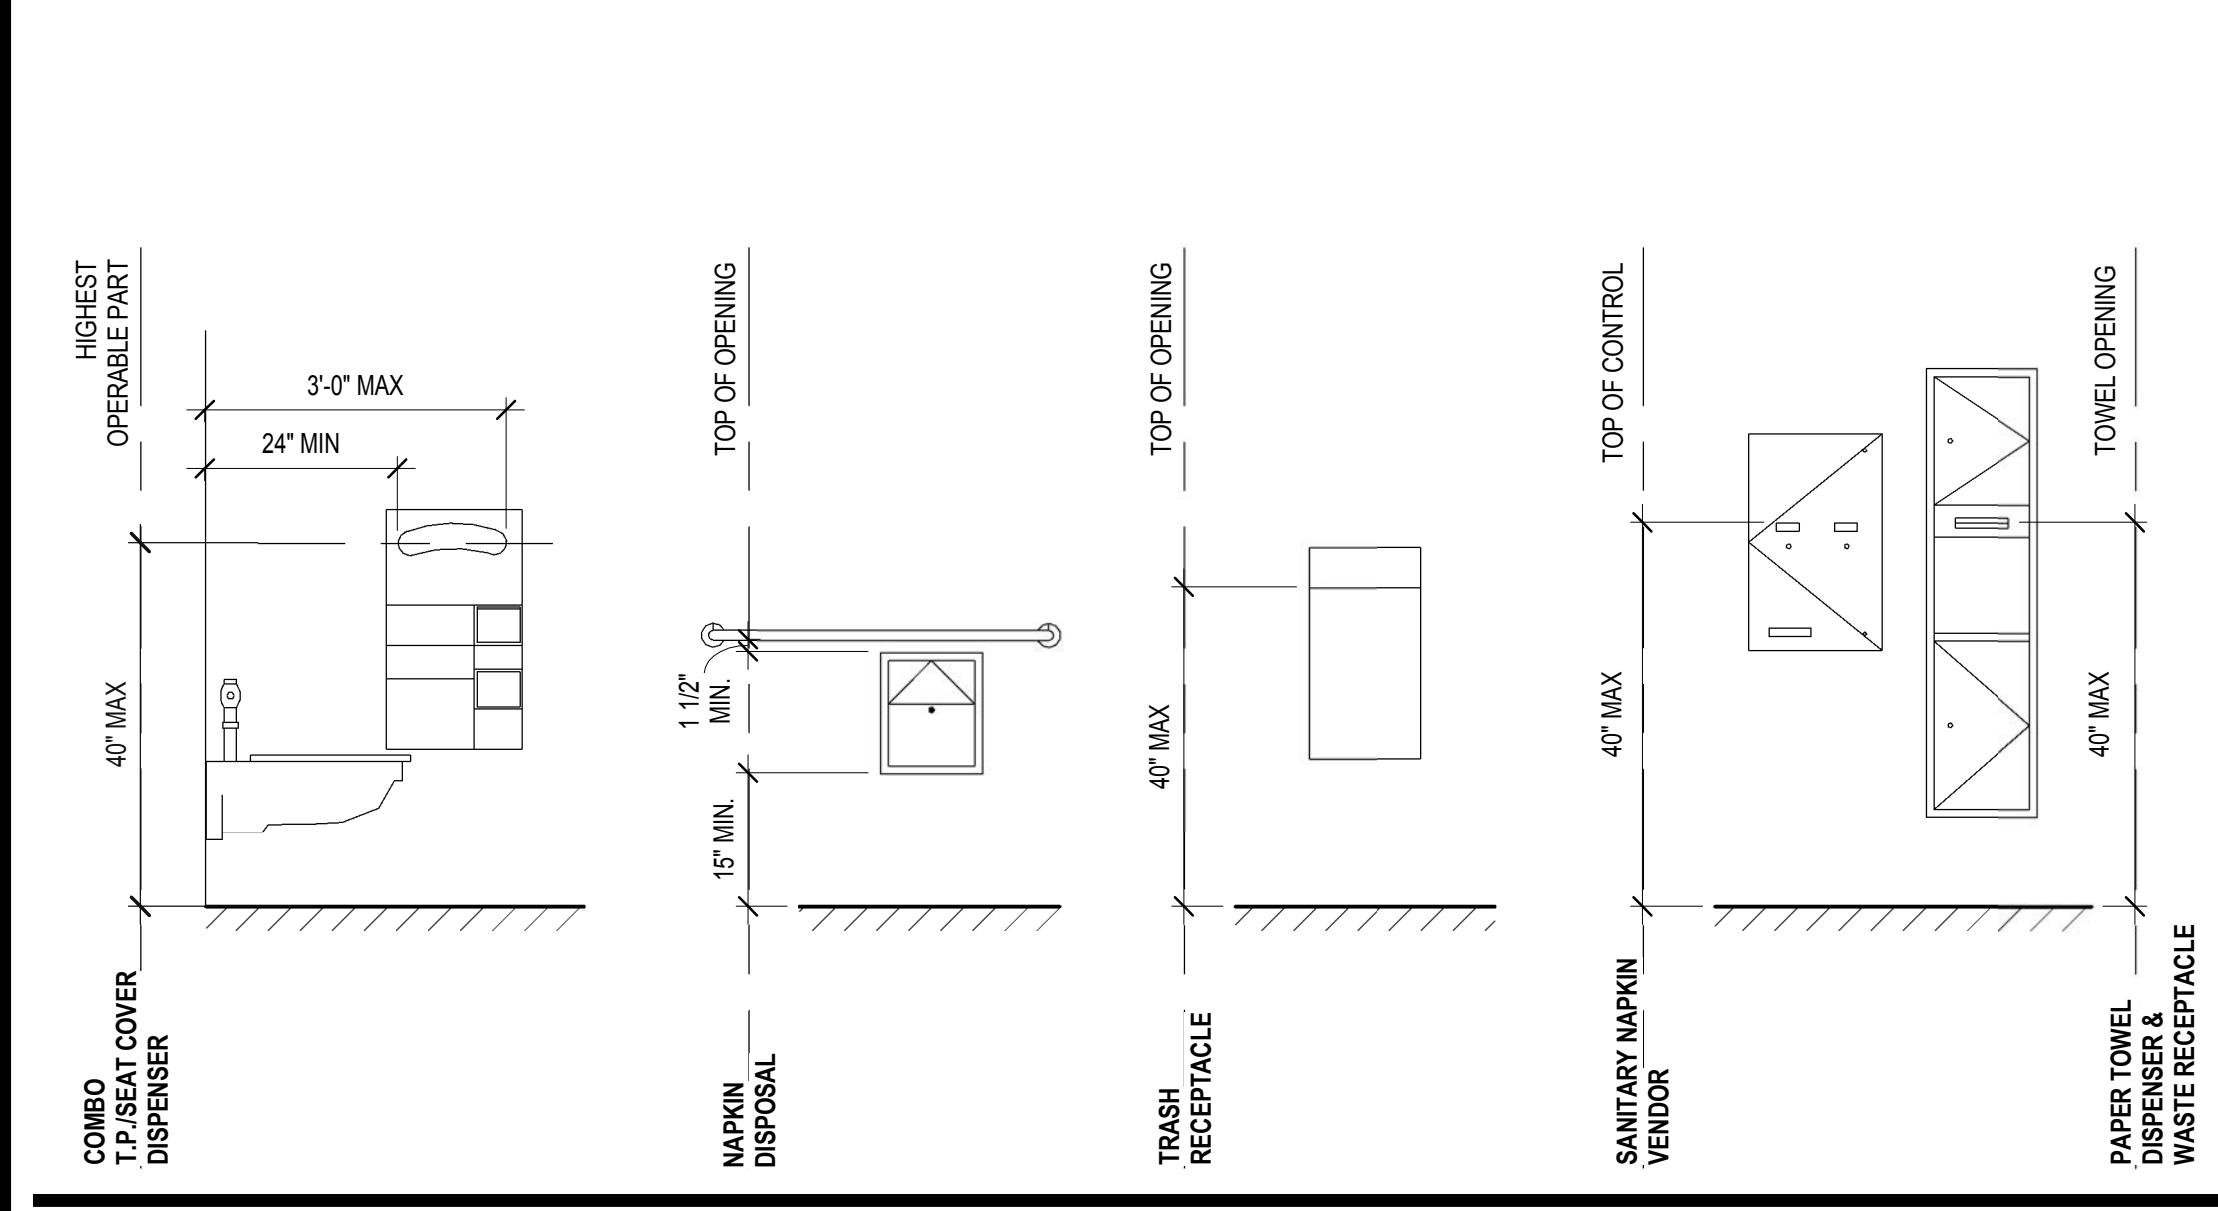 HIGHEST
OPERABLE PART
3'-0" MAX
24" MIN
40" MAX
COMBO
T.P./SEAT COVER
DISPENSER
TOP OF OPENING
1 1/2"
MIN.
15" MIN.
NAPKIN
DISPOSAL
TOP OF OPENING
40" MAX
TRASH
RECEPTACLE
TOP OF CONTROL
40" MAX
SANITARY NAPKIN
VENDOR
TOWEL OPENING
40" MAX
PAPER TOWEL
DISPENSER &
WASTE RECEPTACLE